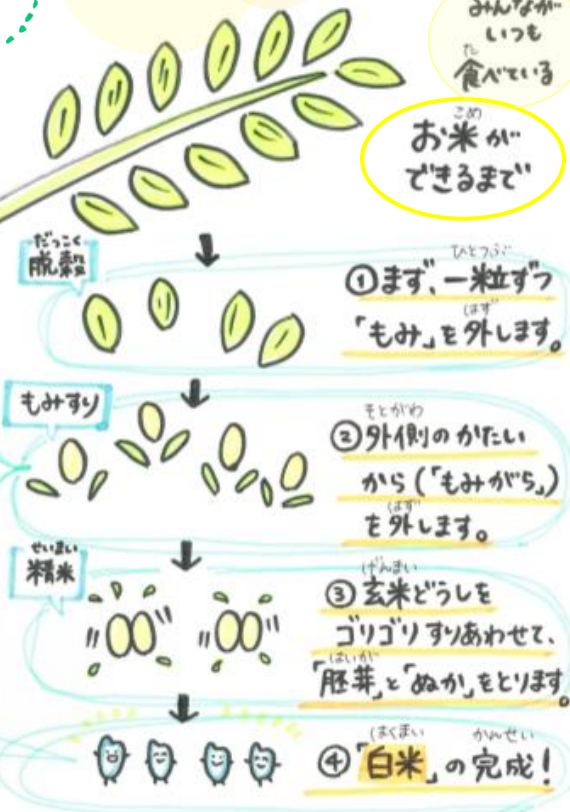 みんなが
いつも
食べている
お米が
できるまで
脱穀
①まず、一粒ずつ
「もみ」を外します。
もみすり
②外側のかたい
から(「もみがら」)
を外します。
精米
③玄米どうしを
ゴリゴリすりあわせて、
「胚芽」と「ぬか」をとります。
④「白米」の完成!